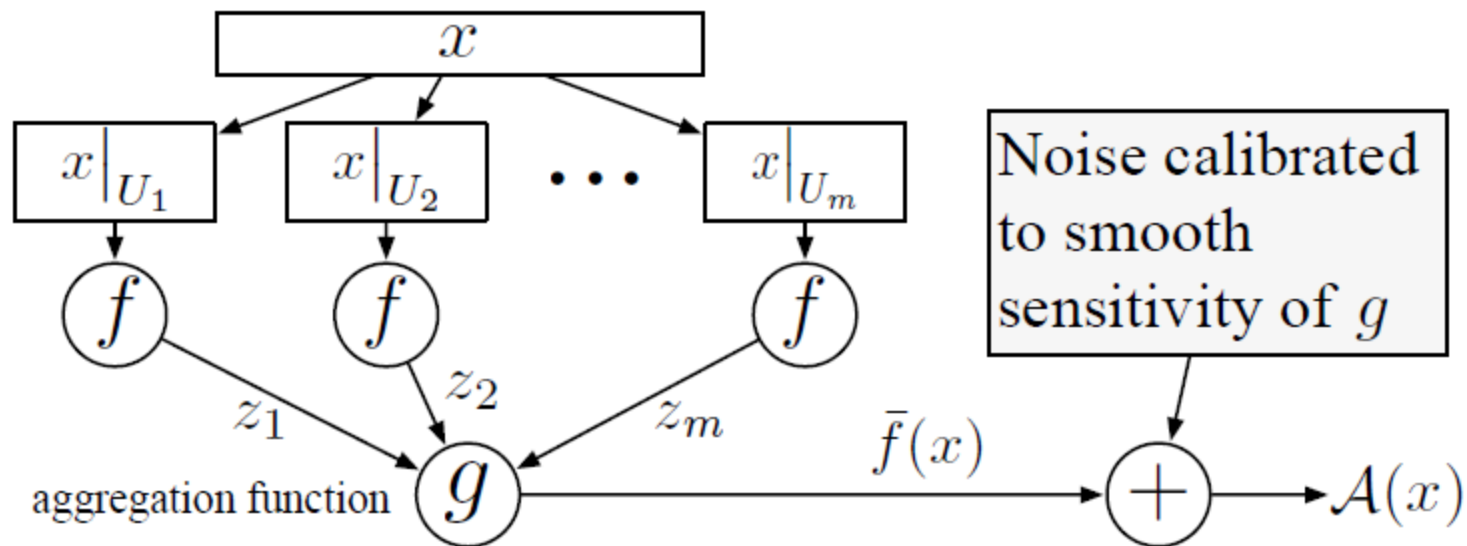 x
x|U₁ x|U₂ • • • x|Uₘ
Noise calibrated
to smooth
sensitivity of g
f f f
z₁ z₂ zₘ
f̄(x)
aggregation function g + 𝒜(x)